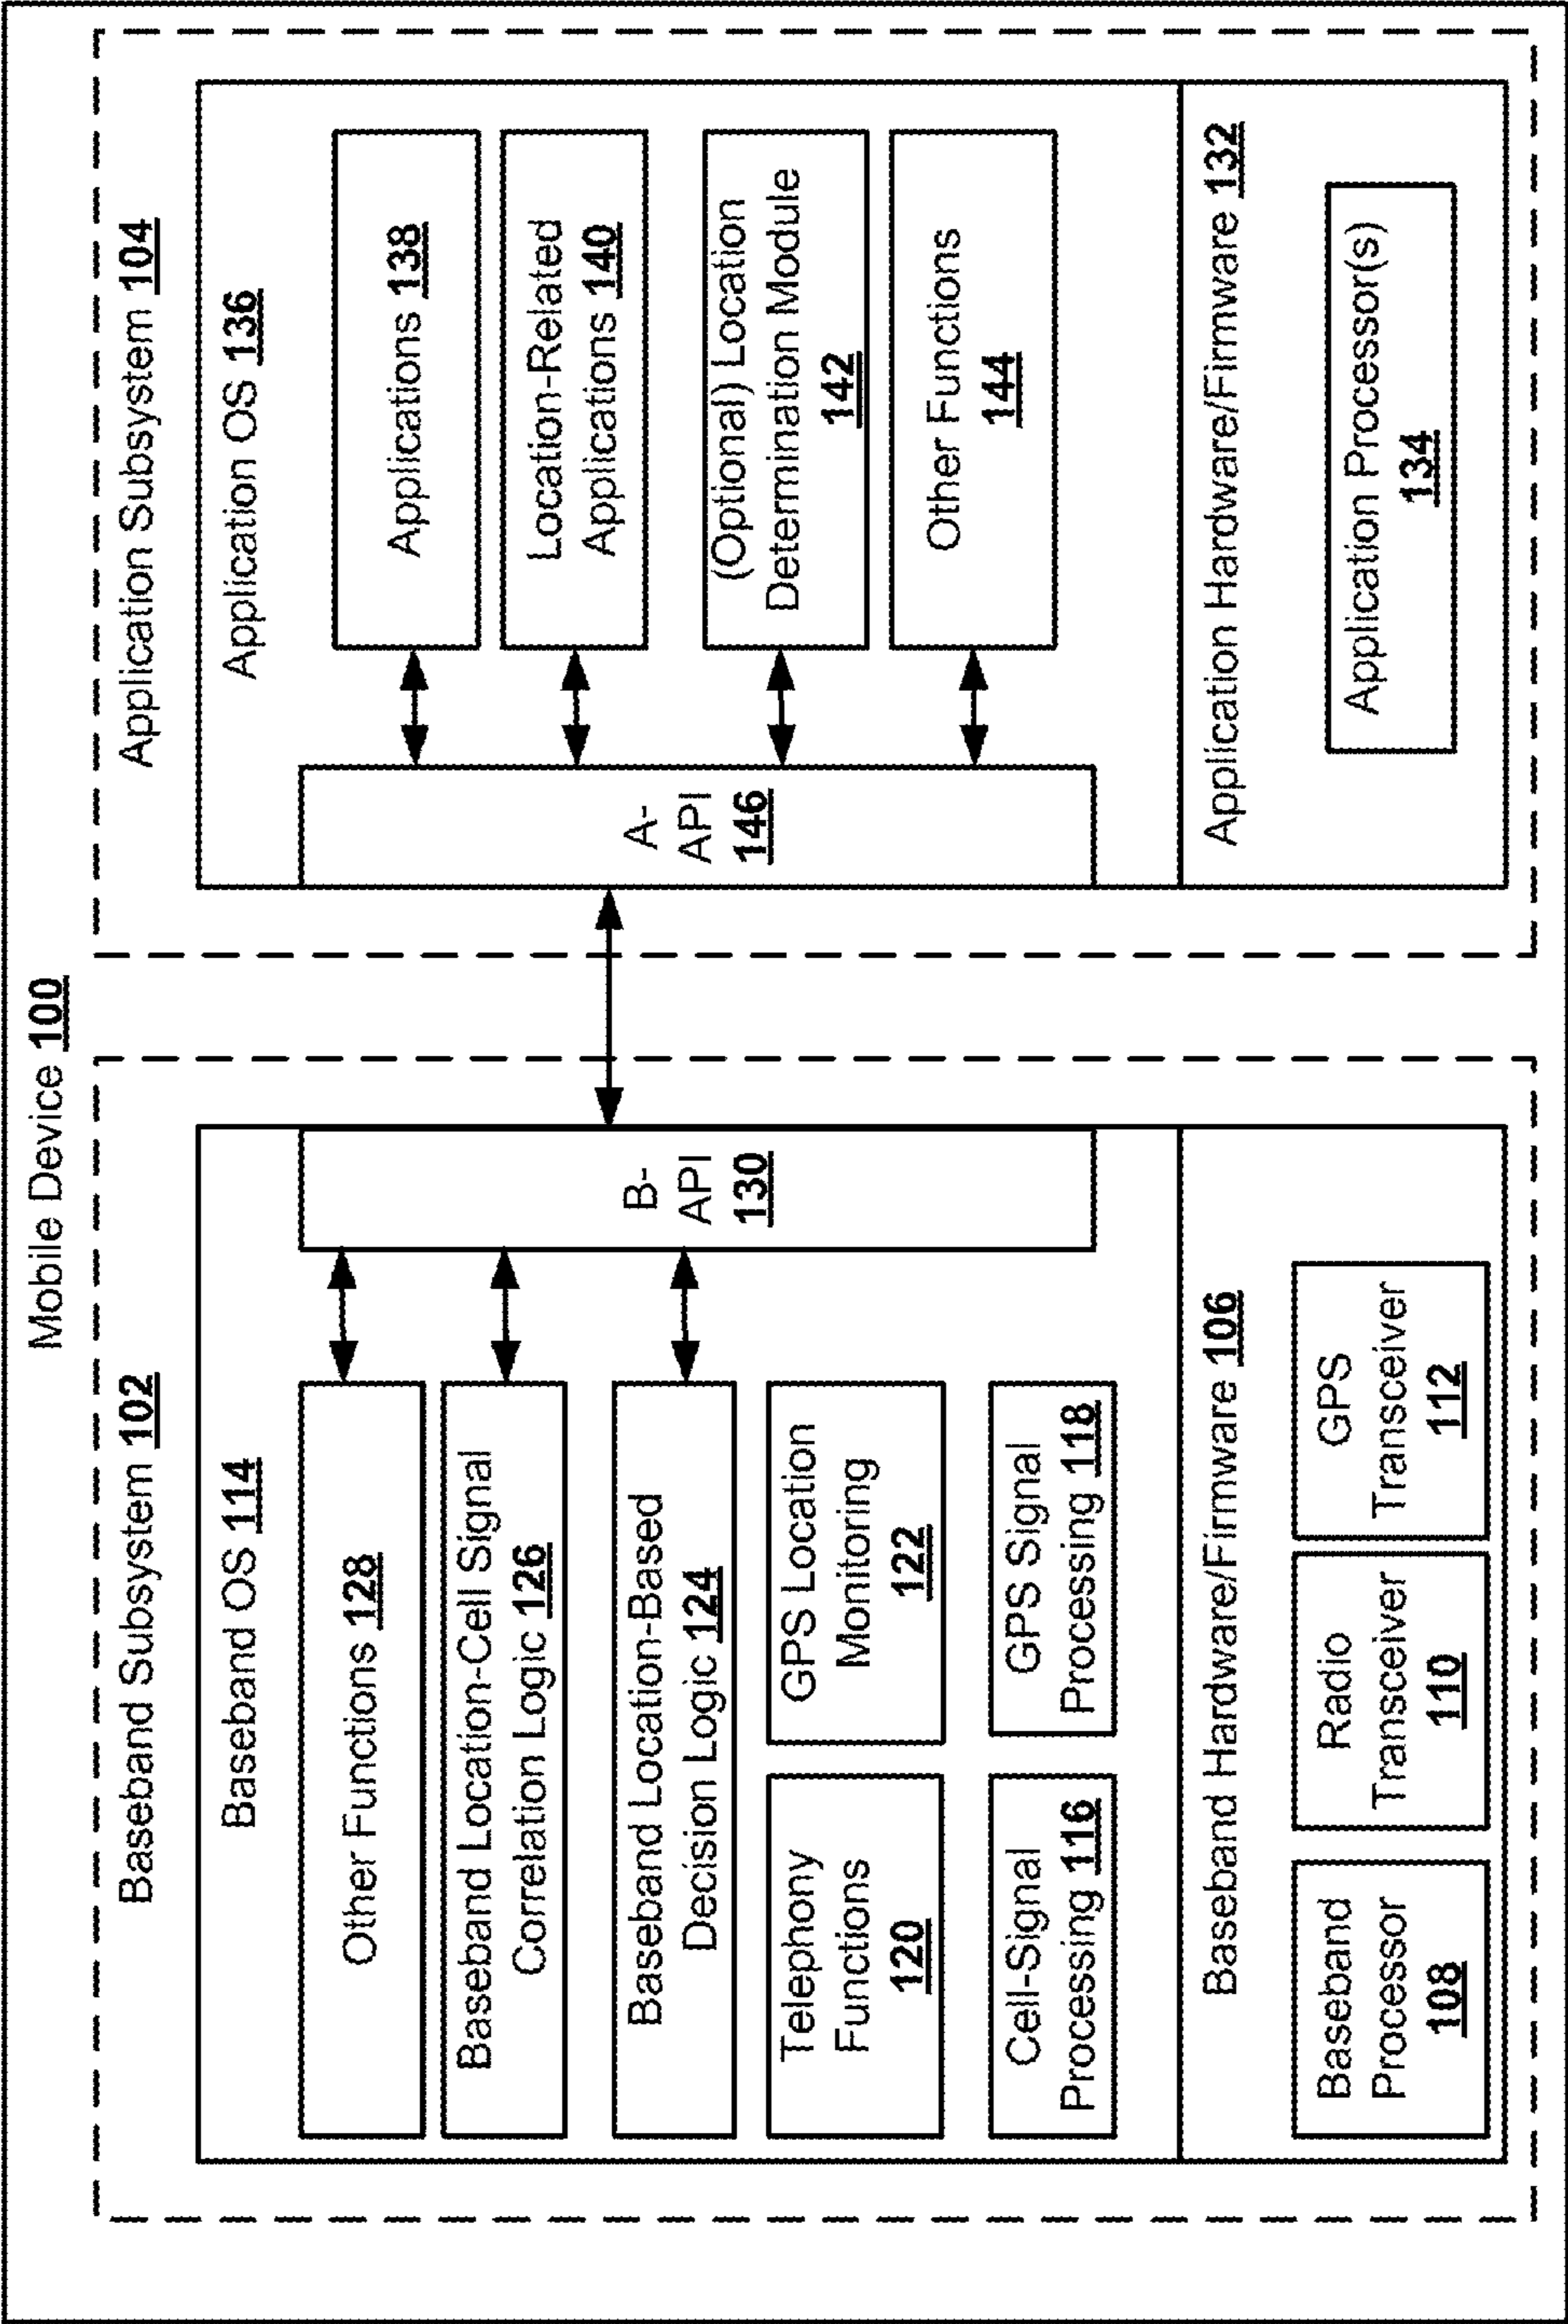 Mobile Device 100
Baseband Subsystem 102
Baseband OS 114
Other Functions 128
Baseband Location-Cell Signal
Correlation Logic 126
Baseband Location-Based
Decision Logic 124
Telephony
Functions
120
GPS Location
Monitoring
122
Cell-Signal
Processing 116
GPS Signal
Processing 118
B-
API
130
Baseband Hardware/Firmware 106
Baseband
Processor
108
Radio
Transceiver
110
GPS
Transceiver
112
Application Subsystem 104
Application OS 136
A-
API
146
Applications 138
Location-Related
Applications 140
(Optional) Location
Determination Module
142
Other Functions
144
Application Hardware/Firmware 132
Application Processor(s)
134